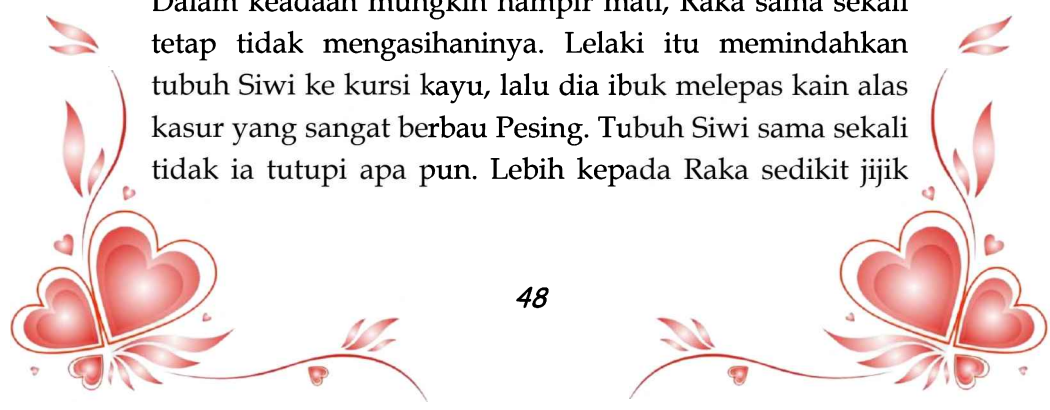 Dalam keadaan mungkin hampir mati, Raka sama sekali
tetap tidak mengasihaninya. Lelaki itu memindahkan
tubuh Siwi ke kursi kayu, lalu dia ibuk melepas kain alas
kasur yang sangat berbau Pesing. Tubuh Siwi sama sekali
tidak ia tutupi apa pun. Lebih kepada Raka sedikit jijik
48